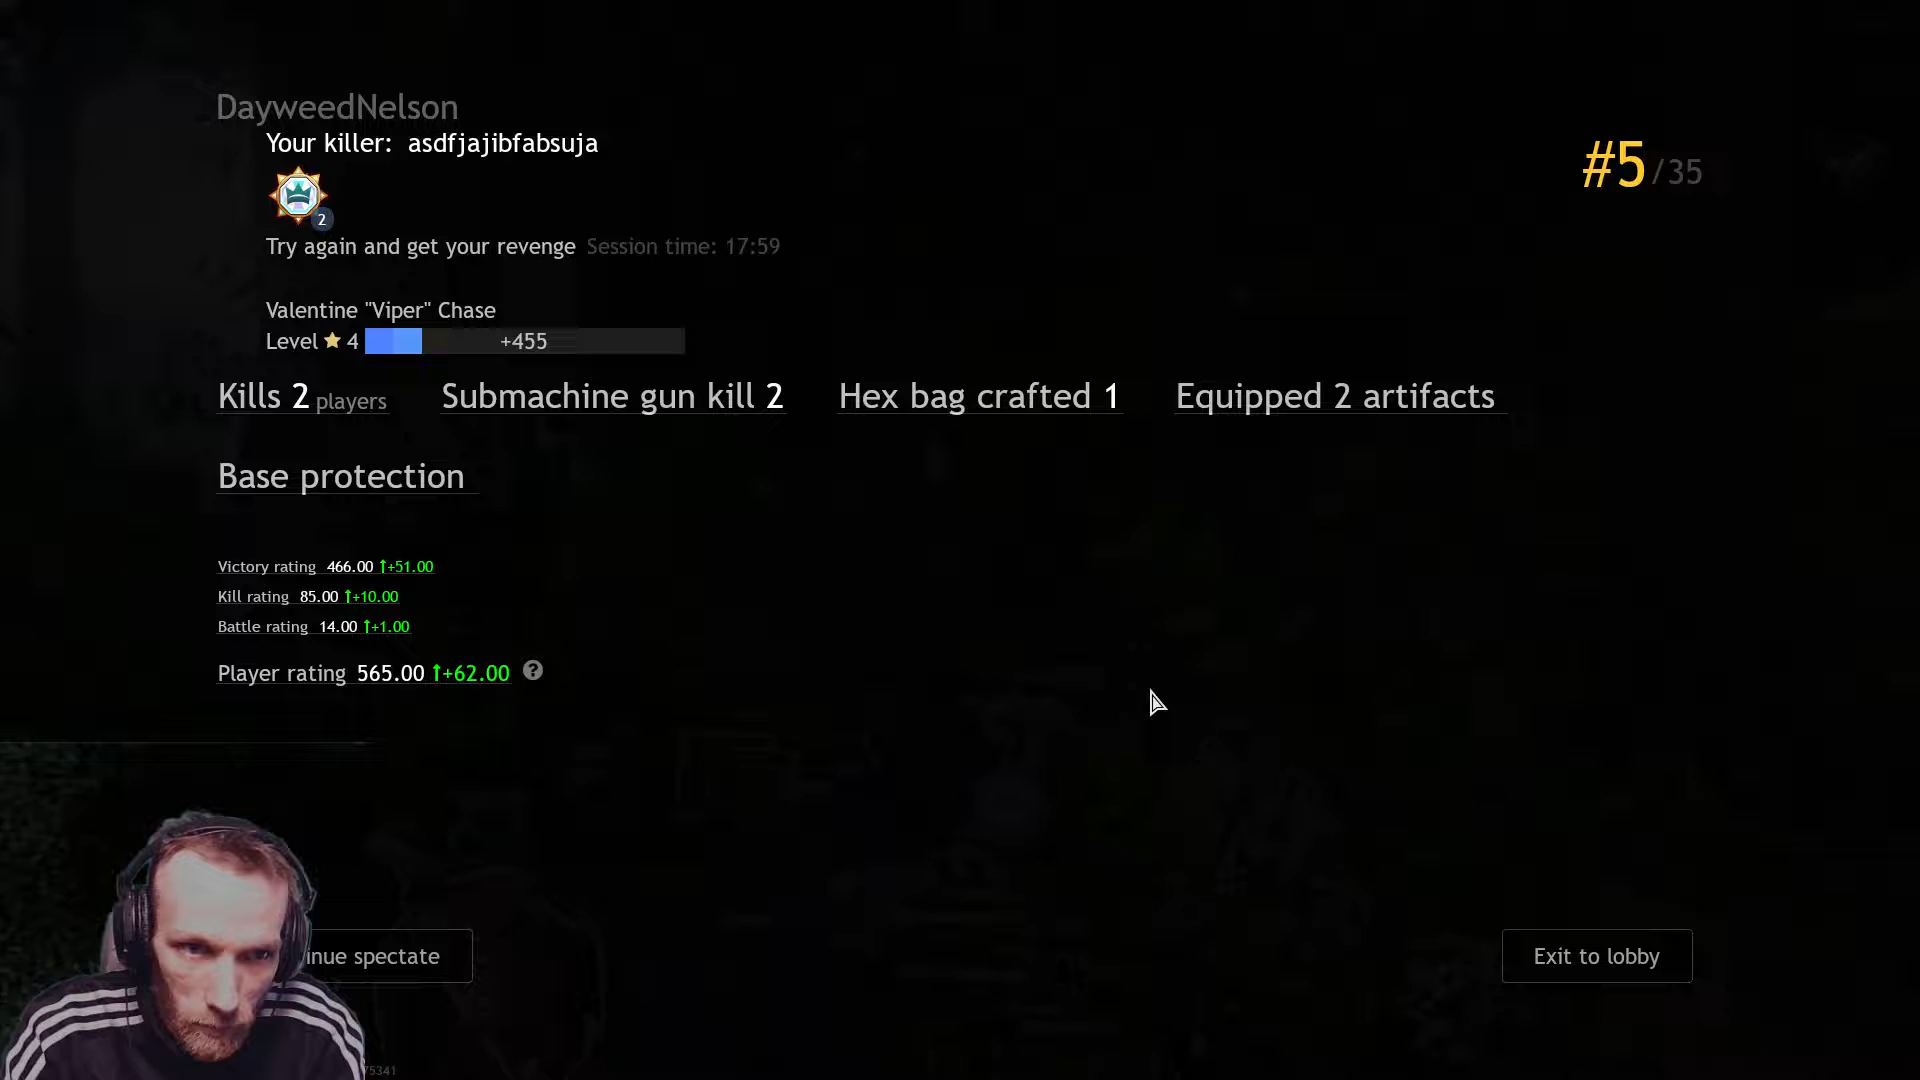 DayweedNelson
Your killer: asdfjajibfabsuja
#5/35
2
Try again and get your revenge Session time: 17:59
Valentine "Viper" Chase
Level 4 +455
Kills 2 players Submachine gun kill 2 Hex bag crafted 1 Equipped 2 artifacts
Base protection
Victory rating 466.00 ↑+51.00
Kill rating 85.00 ↑+10.00
Battle rating 14.00 ↑+1.00
Player rating 565.00 ↑+62.00 ?
inue spectate
Exit to lobby
75341